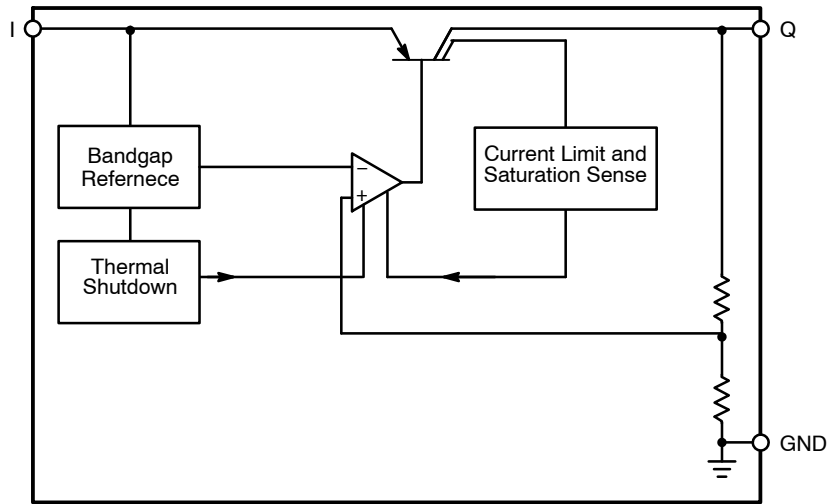 I
Q
Bandgap
Refernece
−
+
Current Limit and
Saturation Sense
Thermal
Shutdown
GND